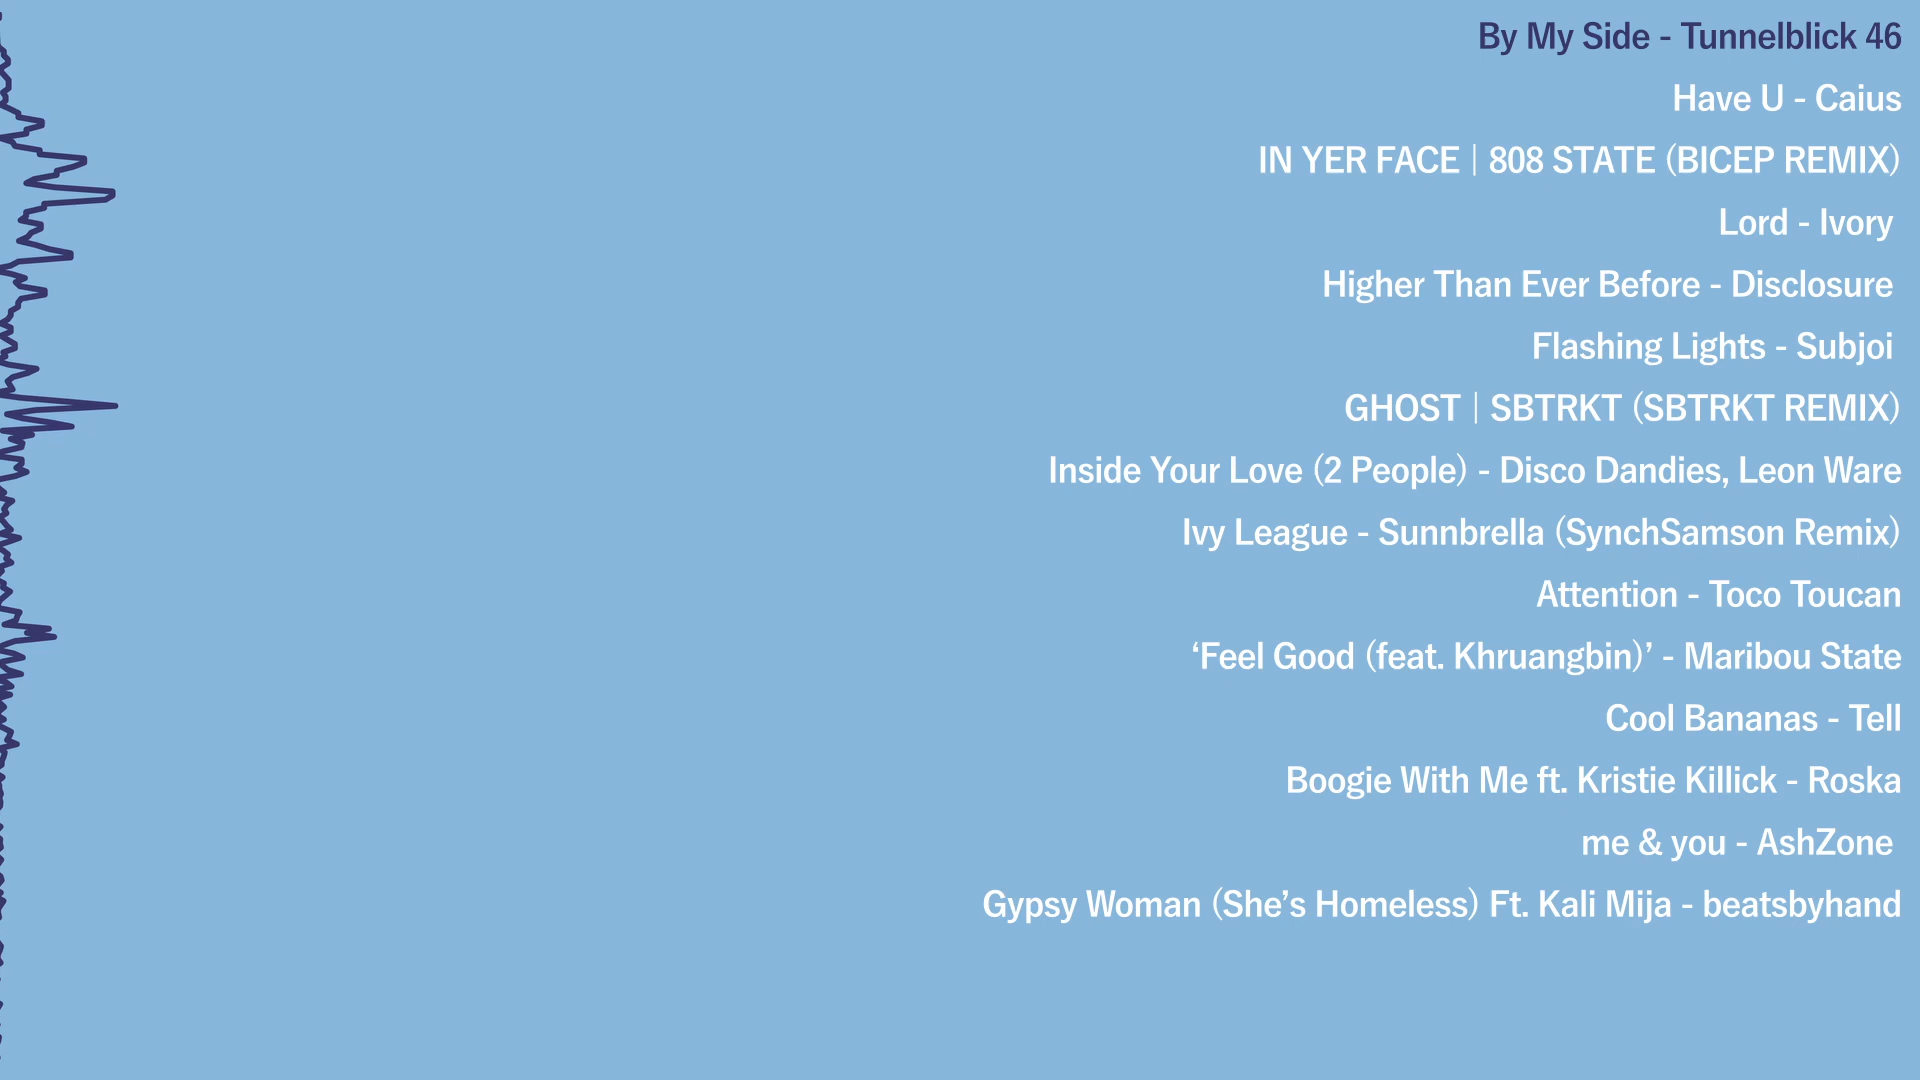 By My Side - Tunnelblick 46
Have U - Caius
IN YER FACE | 808 STATE (BICEP REMIX)
Lord - Ivory
Higher Than Ever Before - Disclosure
Flashing Lights - Subjoi
GHOST | SBTRKT (SBTRKT REMIX)
Inside Your Love (2 People) - Disco Dandies, Leon Ware
Ivy League - Sunnbrella (SynchSamson Remix)
Attention - Toco Toucan
‘Feel Good (feat. Khruangbin)’ - Maribou State
Cool Bananas - Tell
Boogie With Me ft. Kristie Killick - Roska
me & you - AshZone
Gypsy Woman (She’s Homeless) Ft. Kali Mija - beatsbyhand